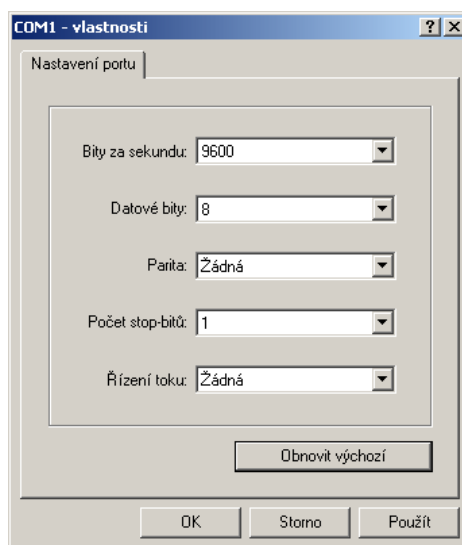 COM1 - vlastnosti
Nastavení portu
Bity za sekundu: 9600
Datové bity: 8
Parita: Žádná
Počet stop-bitů: 1
Řízení toku: Žádná
Obnovit výchozí
OK Storno Použít